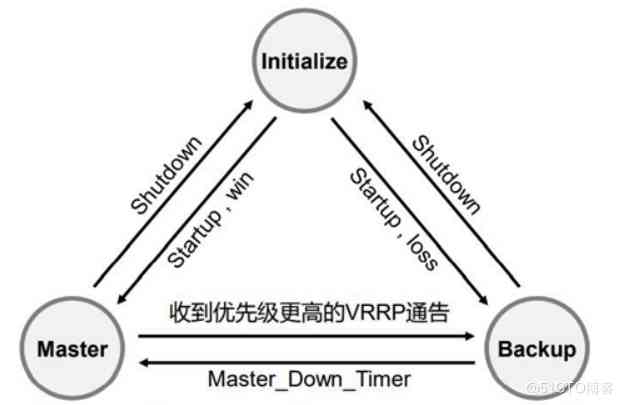 Initialize
Shutdown
Startup , win
Startup , loss
Shutdown
收到优先级更高的VRRP通告
Master
Backup
Master_Down_Timer
@51CTO博客